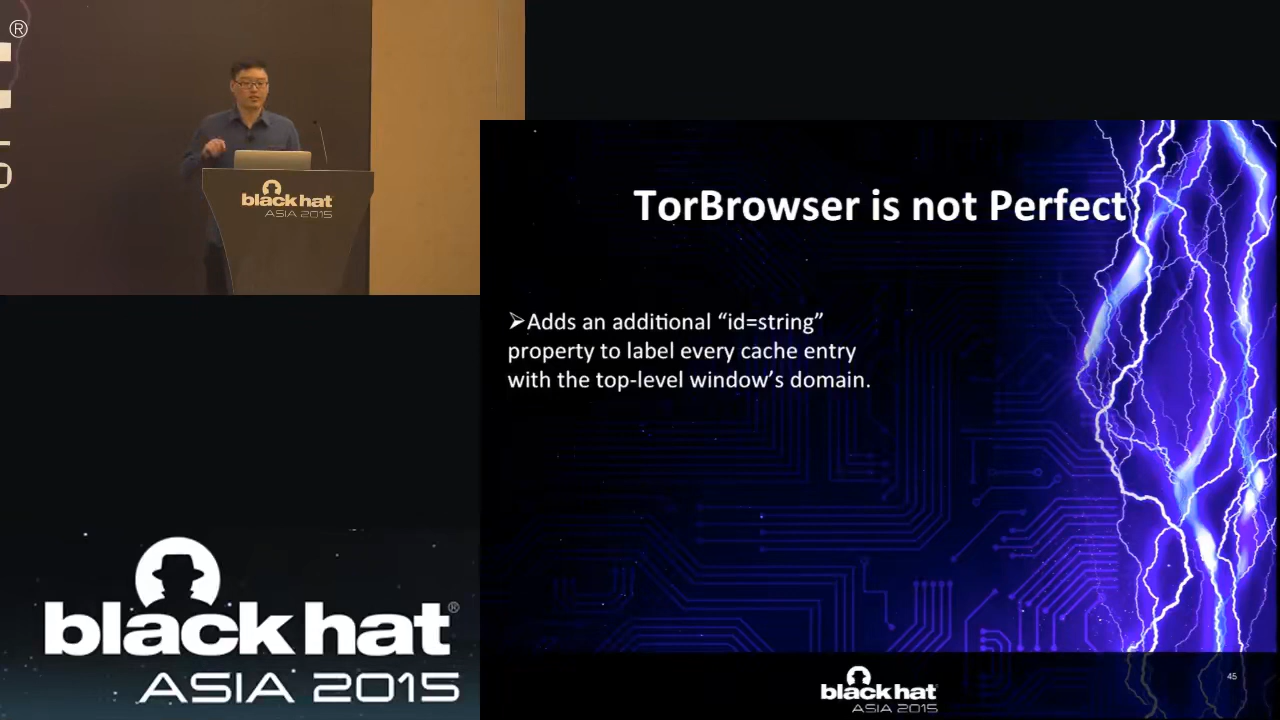 ®
black hat
ASIA 2015
TorBrowser is not Perfect
➢Adds an additional “id=string”
property to label every cache entry
with the top-level window’s domain.
black hat®
ASIA 2015
black hat
ASIA 2015
45